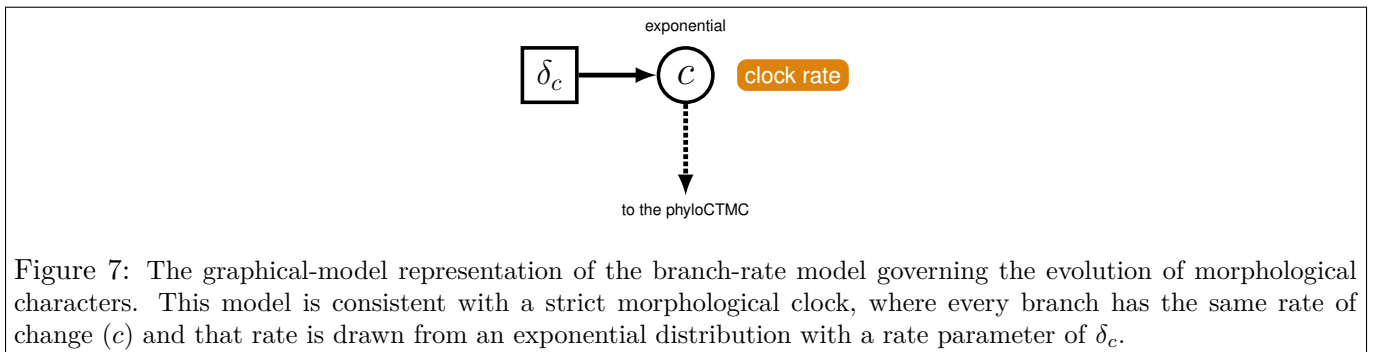 exponential
δc c clock rate
to the phyloCTMC
Figure 7: The graphical-model representation of the branch-rate model governing the evolution of morphological
characters. This model is consistent with a strict morphological clock, where every branch has the same rate of
change (c) and that rate is drawn from an exponential distribution with a rate parameter of δc.